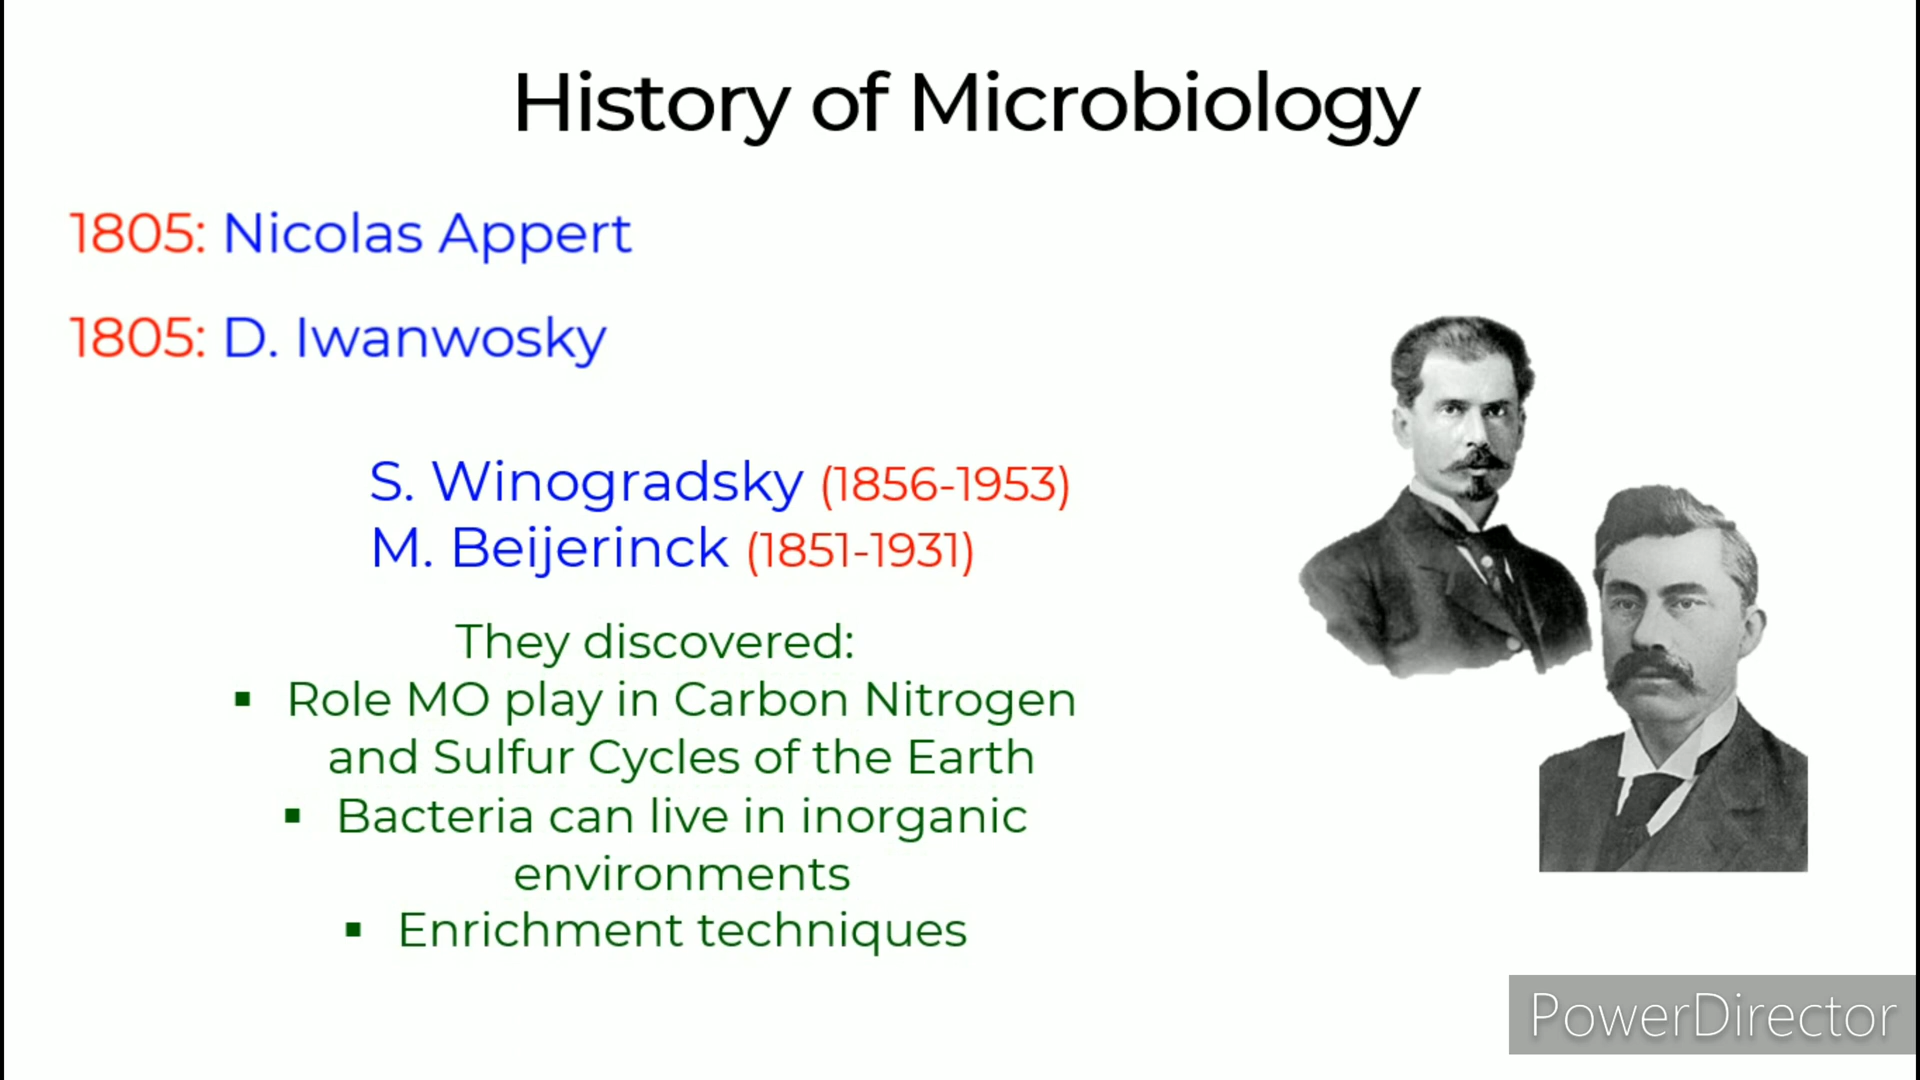 History of Microbiology
1805: Nicolas Appert
1805: D. Iwanwosky
S. Winogradsky (1856-1953)
M. Beijerinck (1851-1931)
They discovered:
▪ Role MO play in Carbon Nitrogen
and Sulfur Cycles of the Earth
▪ Bacteria can live in inorganic
environments
▪ Enrichment techniques
PowerDirector